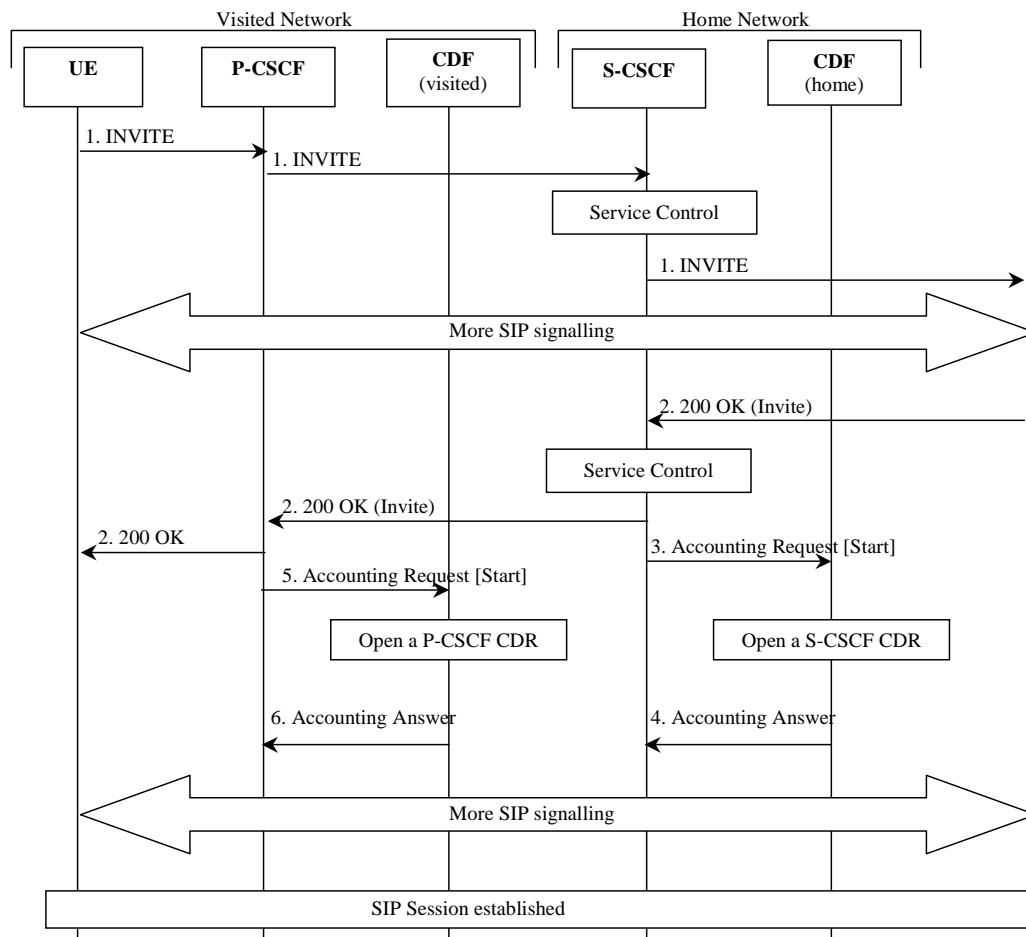 Visited Network
Home Network
UE
P-CSCF
CDF
(visited)
S-CSCF
CDF
(home)
1. INVITE
1. INVITE
Service Control
1. INVITE
More SIP signalling
2. 200 OK (Invite)
Service Control
2. 200 OK (Invite)
2. 200 OK
3. Accounting Request [Start]
5. Accounting Request [Start]
Open a P-CSCF CDR
Open a S-CSCF CDR
6. Accounting Answer
4. Accounting Answer
More SIP signalling
SIP Session established